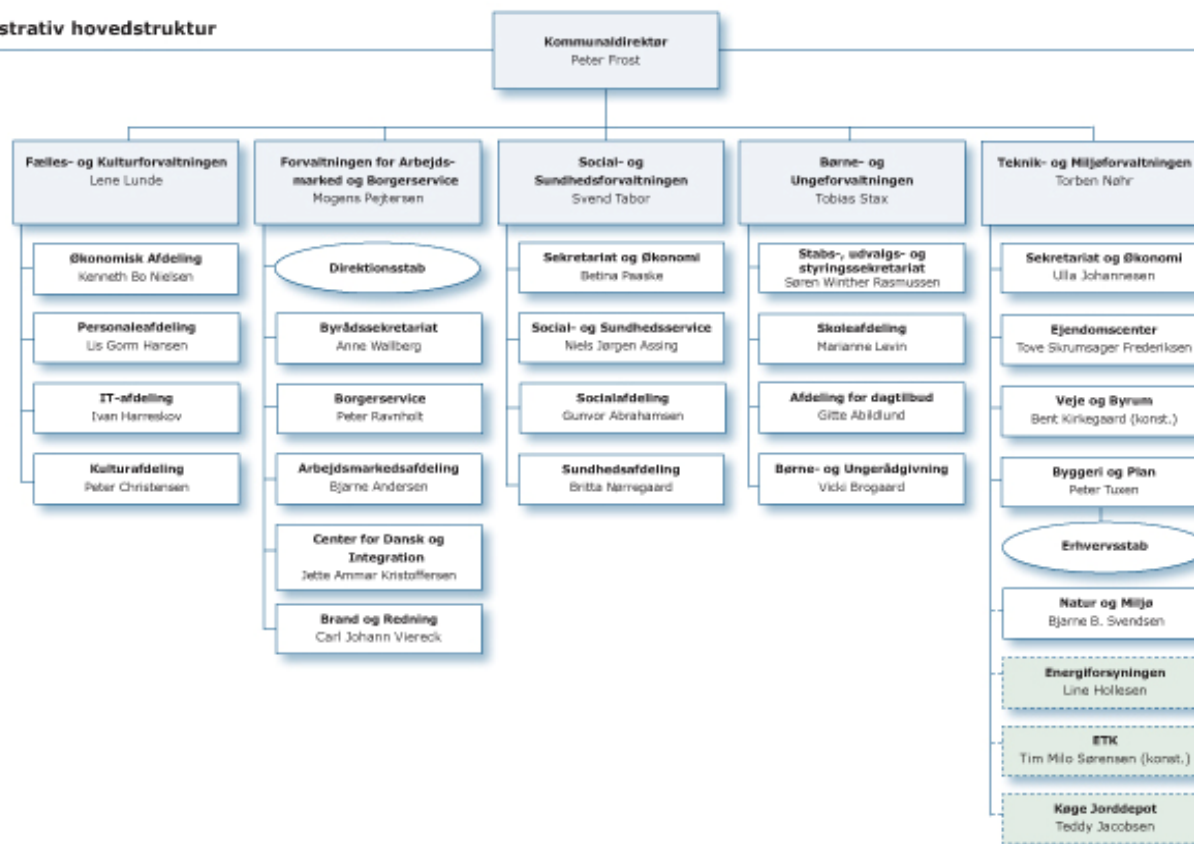 strativ hovedstruktur
Kommunaldirektør
Peter Frost
Fælles- og Kulturforvaltningen
Lene Lunde
Økonomisk Afdeling
Kenneth Bo Nielsen
Personaleafdeling
Lis Gorm Hansen
IT-afdeling
Ivan Harreskov
Kulturafdeling
Peter Christensen
Forvaltningen for Arbejds-
marked og Borgerservice
Mogens Pejtersen
Direktionsstab
Byrådssekretariat
Anne Wallberg
Borgerservice
Peter Ravnholt
Arbejdsmarkedsafdeling
Bjarne Andersen
Center for Dansk og
Integration
Jette Ammar Kristoffersen
Brand og Redning
Carl Johann Viereck
Social- og
Sundhedsforvaltningen
Svend Tabor
Sekretariat og Økonomi
Betina Paaske
Social- og Sundhedsservice
Niels Jørgen Assing
Socialafdeling
Gunvor Abrahamsen
Sundhedsafdeling
Britta Nørregaard
Børne- og
Ungeforvaltningen
Tobias Stax
Stabs-, udvalgs- og
styringssekretariat
Søren Winther Rasmussen
Skoleafdeling
Marianne Levin
Afdeling for dagtilbud
Gitte Abildlund
Børne- og Ungerådgivning
Vicki Brogaard
Teknik- og Miljøforvaltningen
Torben Nøhr
Sekretariat og Økonomi
Ulla Johannesen
Ejendomscenter
Tove Skrumsager Frederiksen
Veje og Byrum
Bent Kirkegaard (konst.)
Byggeri og Plan
Peter Tuxen
Erhvervsstab
Natur og Miljø
Bjarne B. Svendsen
Energiforsyningen
Line Hollesen
ETK
Tim Milo Sørensen (konst.)
Køge Jorddepot
Teddy Jacobsen